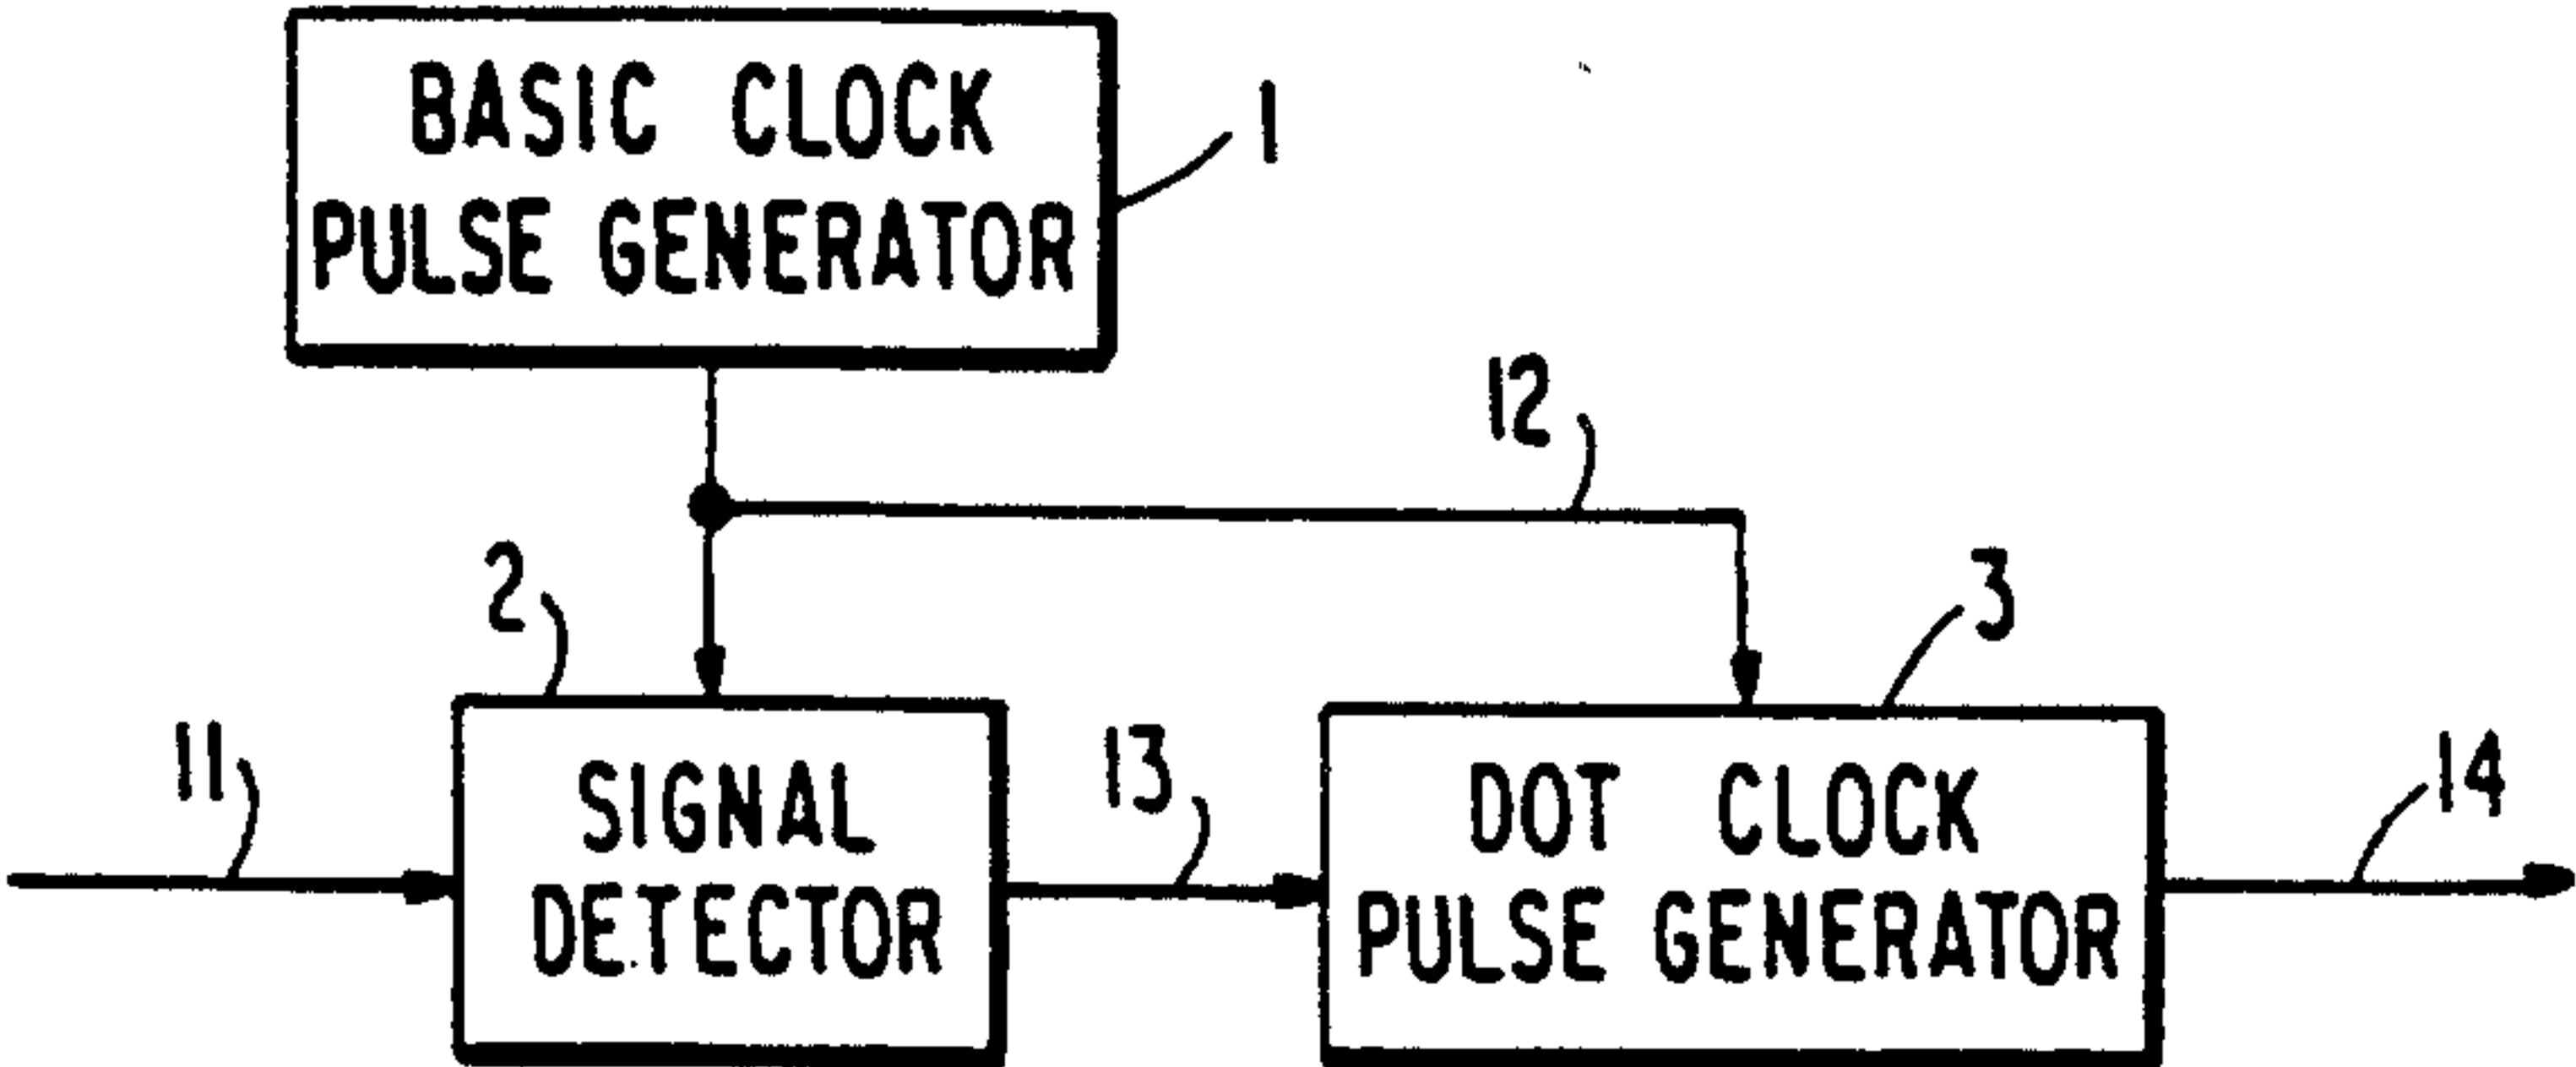 BASIC CLOCK
PULSE GENERATOR
1
12
2
3
11
SIGNAL
DETECTOR
13
DOT CLOCK
PULSE GENERATOR
14